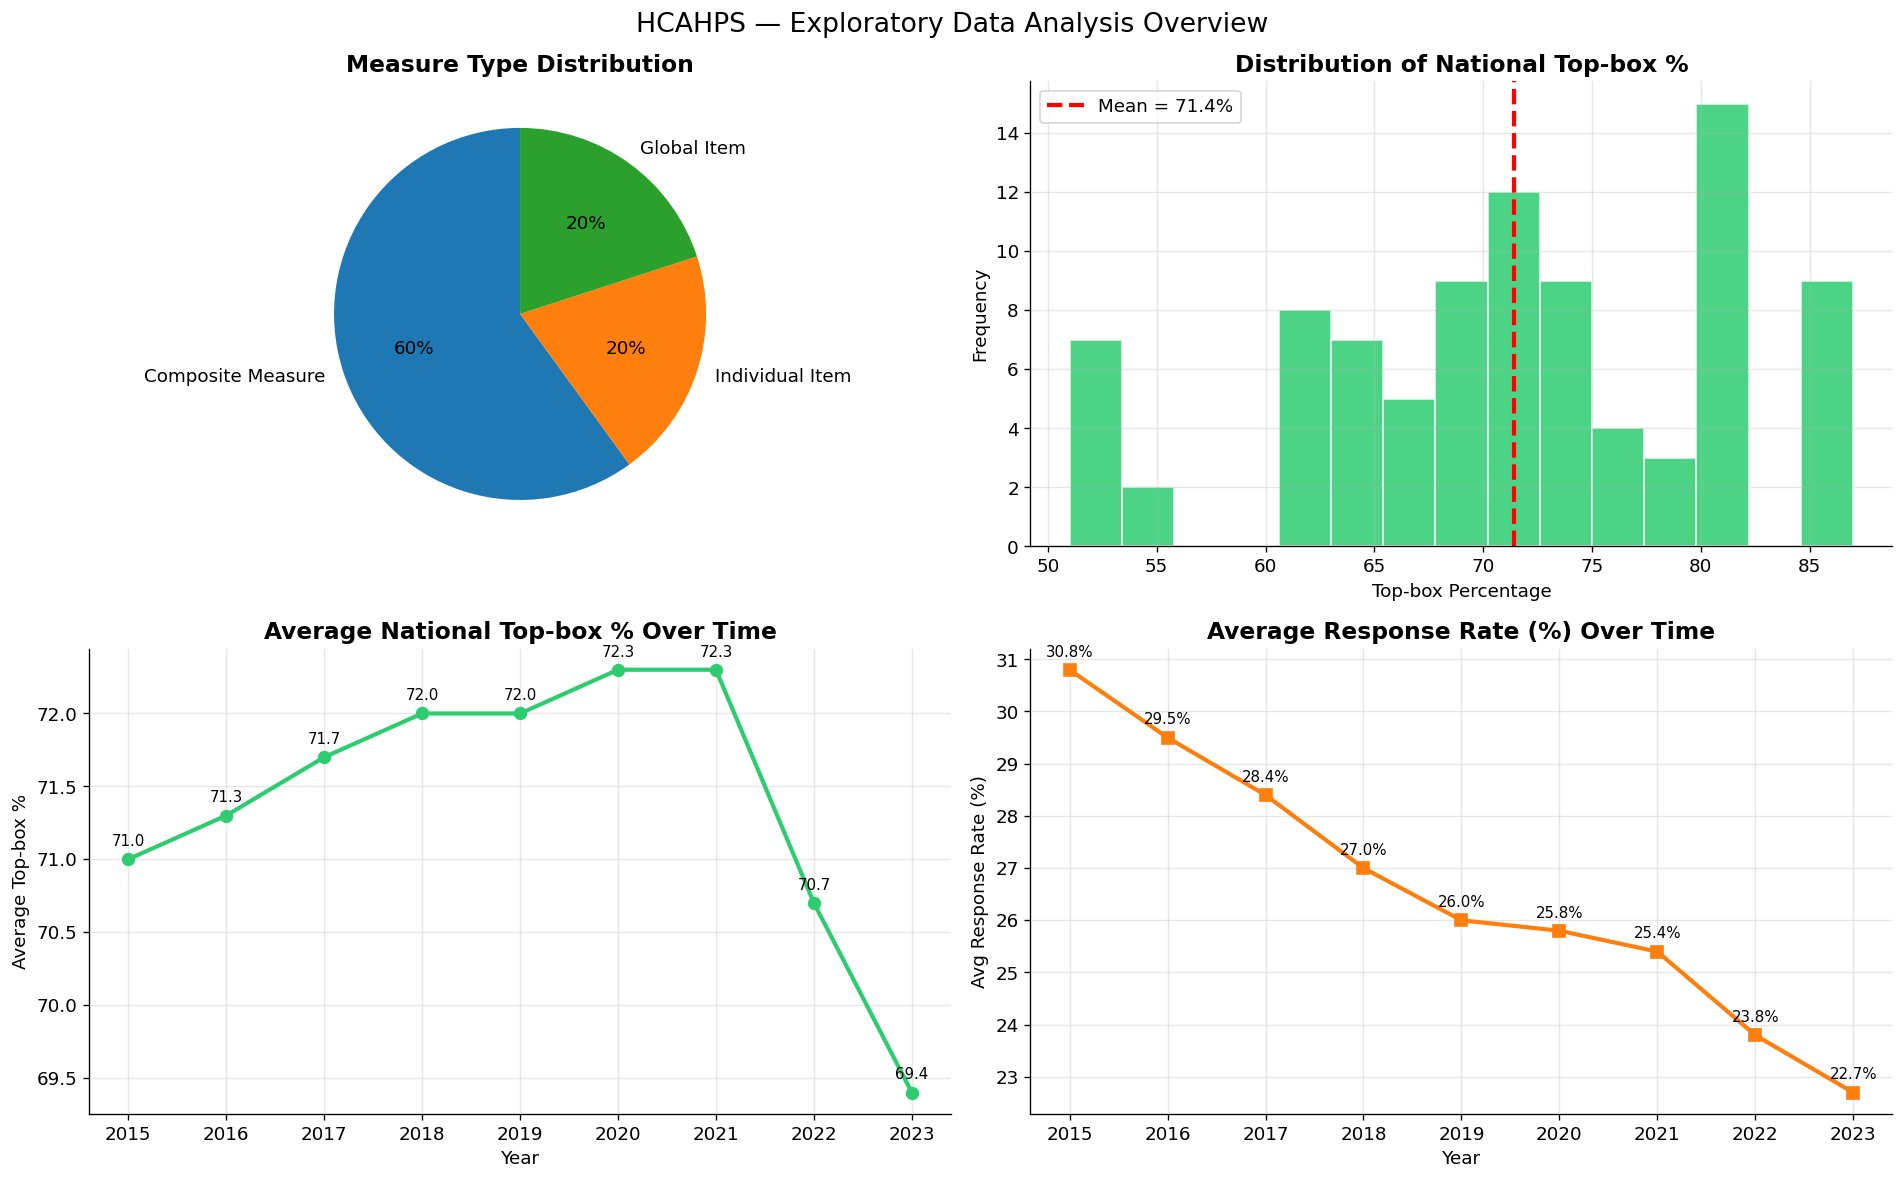 HCAHPS — Exploratory Data Analysis Overview
Measure Type Distribution
Global Item
20%
60%
20%
Composite Measure
Individual Item
Distribution of National Top-box %
Mean = 71.4%
Frequency
14
12
10
8
6
4
2
0
50 55 60 65 70 75 80 85
Top-box Percentage
Average National Top-box % Over Time
Average Top-box %
72.0
71.5
71.0
70.5
70.0
69.5
71.0
71.3
71.7
72.0
72.0
72.3
72.3
70.7
69.4
2015 2016 2017 2018 2019 2020 2021 2022 2023
Year
Average Response Rate (%) Over Time
Avg Response Rate (%)
31
30
29
28
27
26
25
24
23
30.8%
29.5%
28.4%
27.0%
26.0%
25.8%
25.4%
23.8%
22.7%
2015 2016 2017 2018 2019 2020 2021 2022 2023
Year